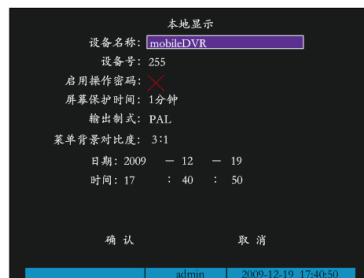 本地显示
设备名称: mobileDVR
设备号: 255
启用操作密码:
屏幕保护时间: 1分钟
输出制式: PAL
菜单背景对比度: 3:1
日期: 2009 — 12 — 19
时间: 17 : 40 : 50
确 认 取 消
admin 2009-12-19 17:40:50